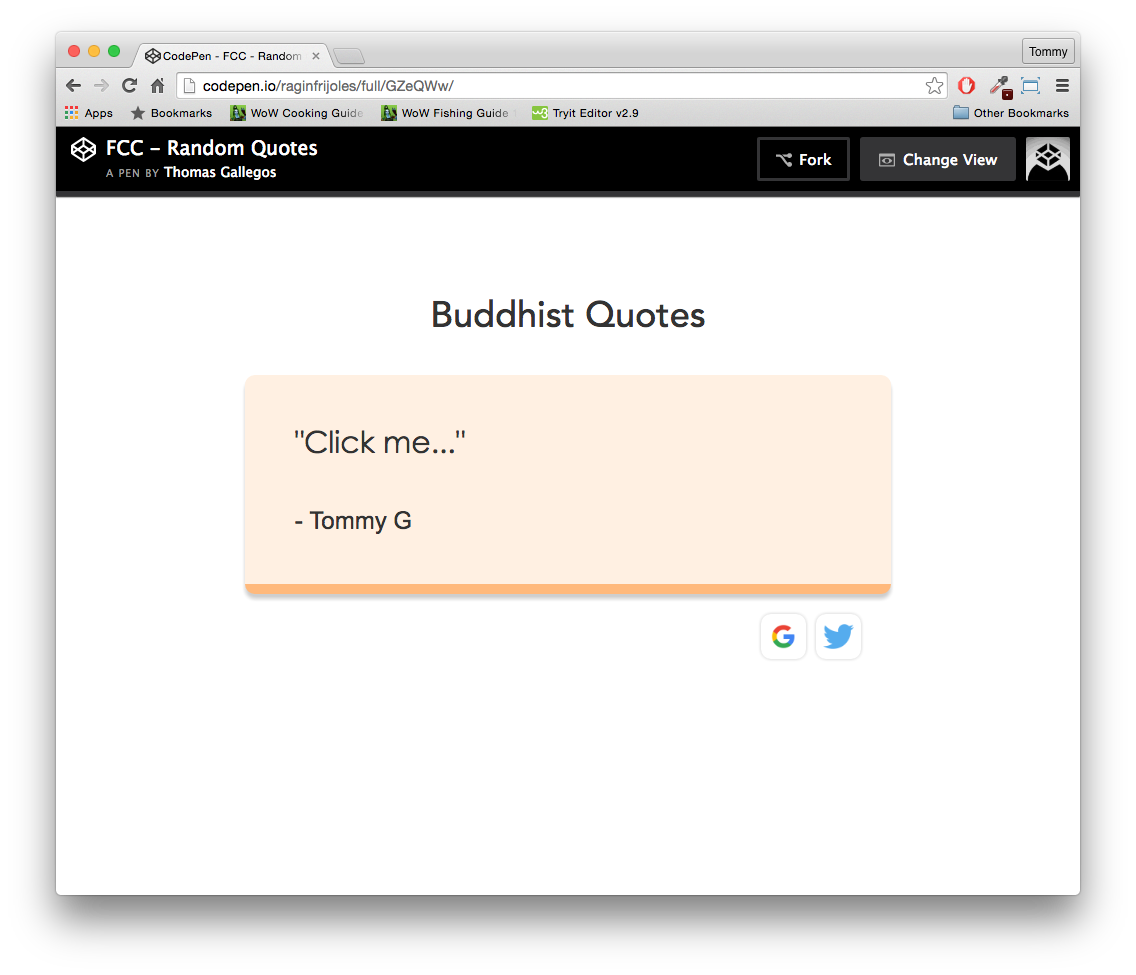 CodePen - FCC - Random
Tommy
codepen.io/raginfrijoles/full/GZeQWw/
Apps Bookmarks WoW Cooking Guide WoW Fishing Guide Tryit Editor v2.9 Other Bookmarks
FCC – Random Quotes
A PEN BY Thomas Gallegos
Fork
Change View
Buddhist Quotes
"Click me..."
- Tommy G